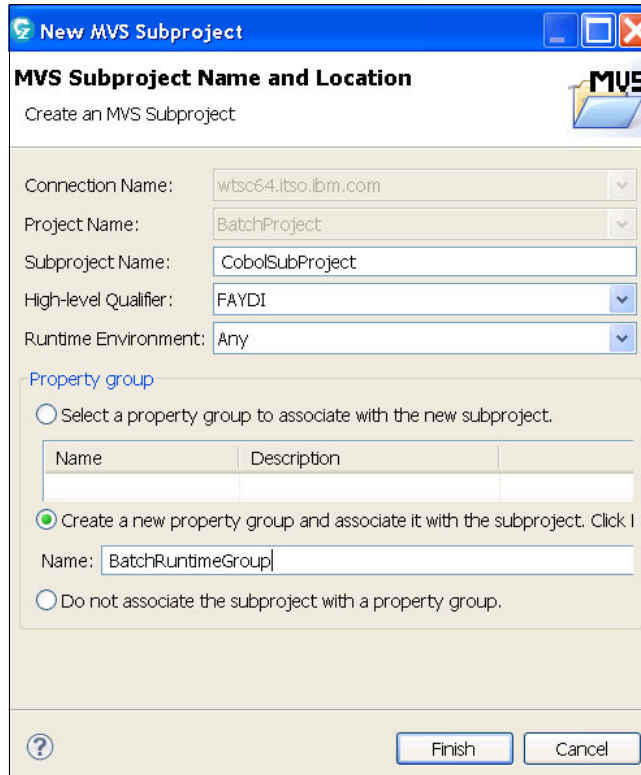 New MVS Subproject
MVS Subproject Name and Location
Create an MVS Subproject
MVS
Connection Name: wtsc64.itso.ibm.com
Project Name: BatchProject
Subproject Name: CobolSubProject
High-level Qualifier: FAYDI
Runtime Environment: Any
Property group
Select a property group to associate with the new subproject.
Name Description
Create a new property group and associate it with the subproject. Click
Name: BatchRuntimeGroup
Do not associate the subproject with a property group.
?
Finish Cancel